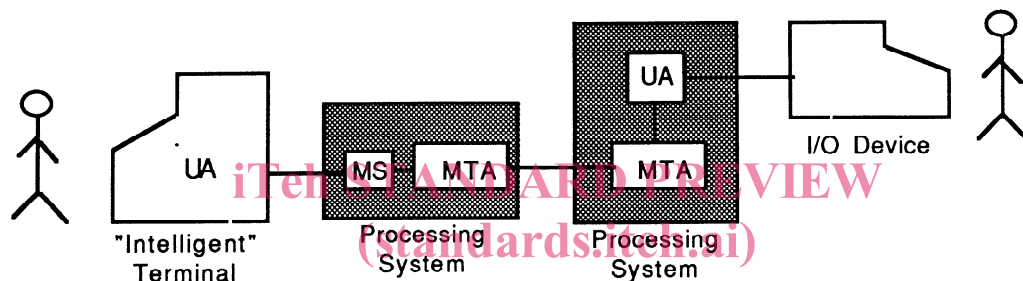 UA
I/O Device
UA
MS
MTA
MTA
iTeh STANDARD PREVIEW
(standards.iteh.ai)
"Intelligent"
Terminal
Processing
System
Processing
System